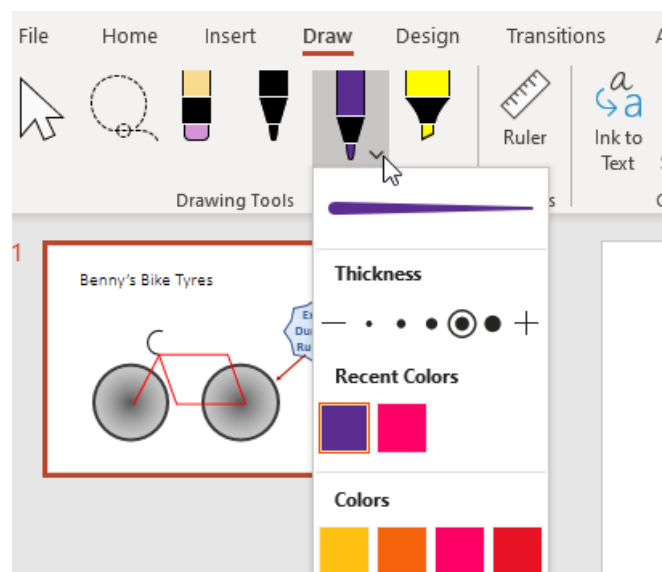 File Home Insert Draw Design Transitions
Ruler
Ink to
Text
Drawing Tools
1
Benny's Bike Tyres
Thickness
Recent Colors
Colors